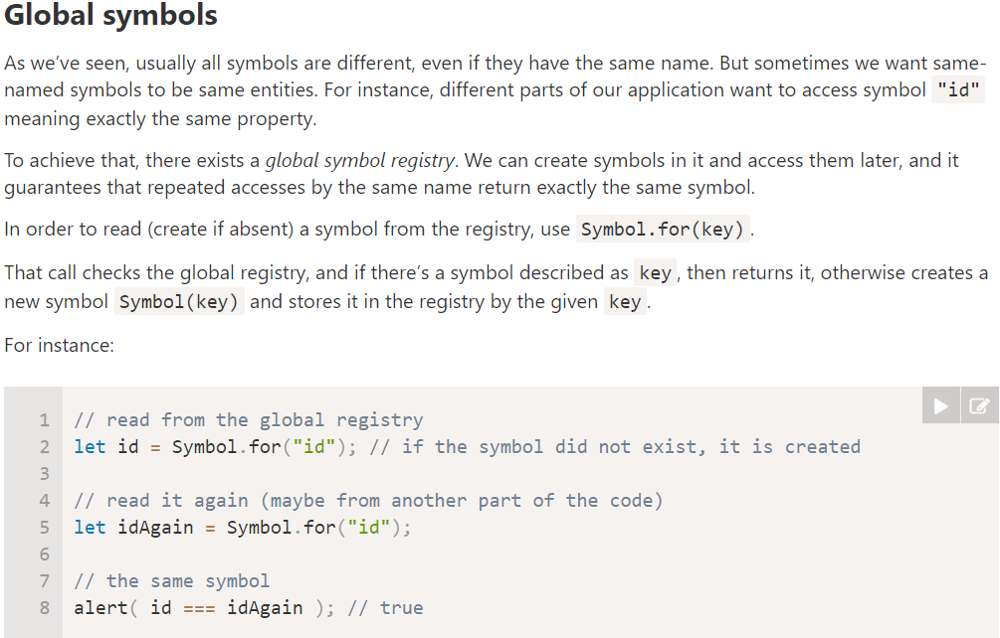 Global symbols
As we’ve seen, usually all symbols are different, even if they have the same name. But sometimes we want same-
named symbols to be same entities. For instance, different parts of our application want to access symbol "id"
meaning exactly the same property.
To achieve that, there exists a global symbol registry. We can create symbols in it and access them later, and it
guarantees that repeated accesses by the same name return exactly the same symbol.
In order to read (create if absent) a symbol from the registry, use Symbol.for(key).
That call checks the global registry, and if there’s a symbol described as key, then returns it, otherwise creates a
new symbol Symbol(key) and stores it in the registry by the given key.
For instance:
1 // read from the global registry
2 let id = Symbol.for("id"); // if the symbol did not exist, it is created
3
4 // read it again (maybe from another part of the code)
5 let idAgain = Symbol.for("id");
6
7 // the same symbol
8 alert( id === idAgain ); // true